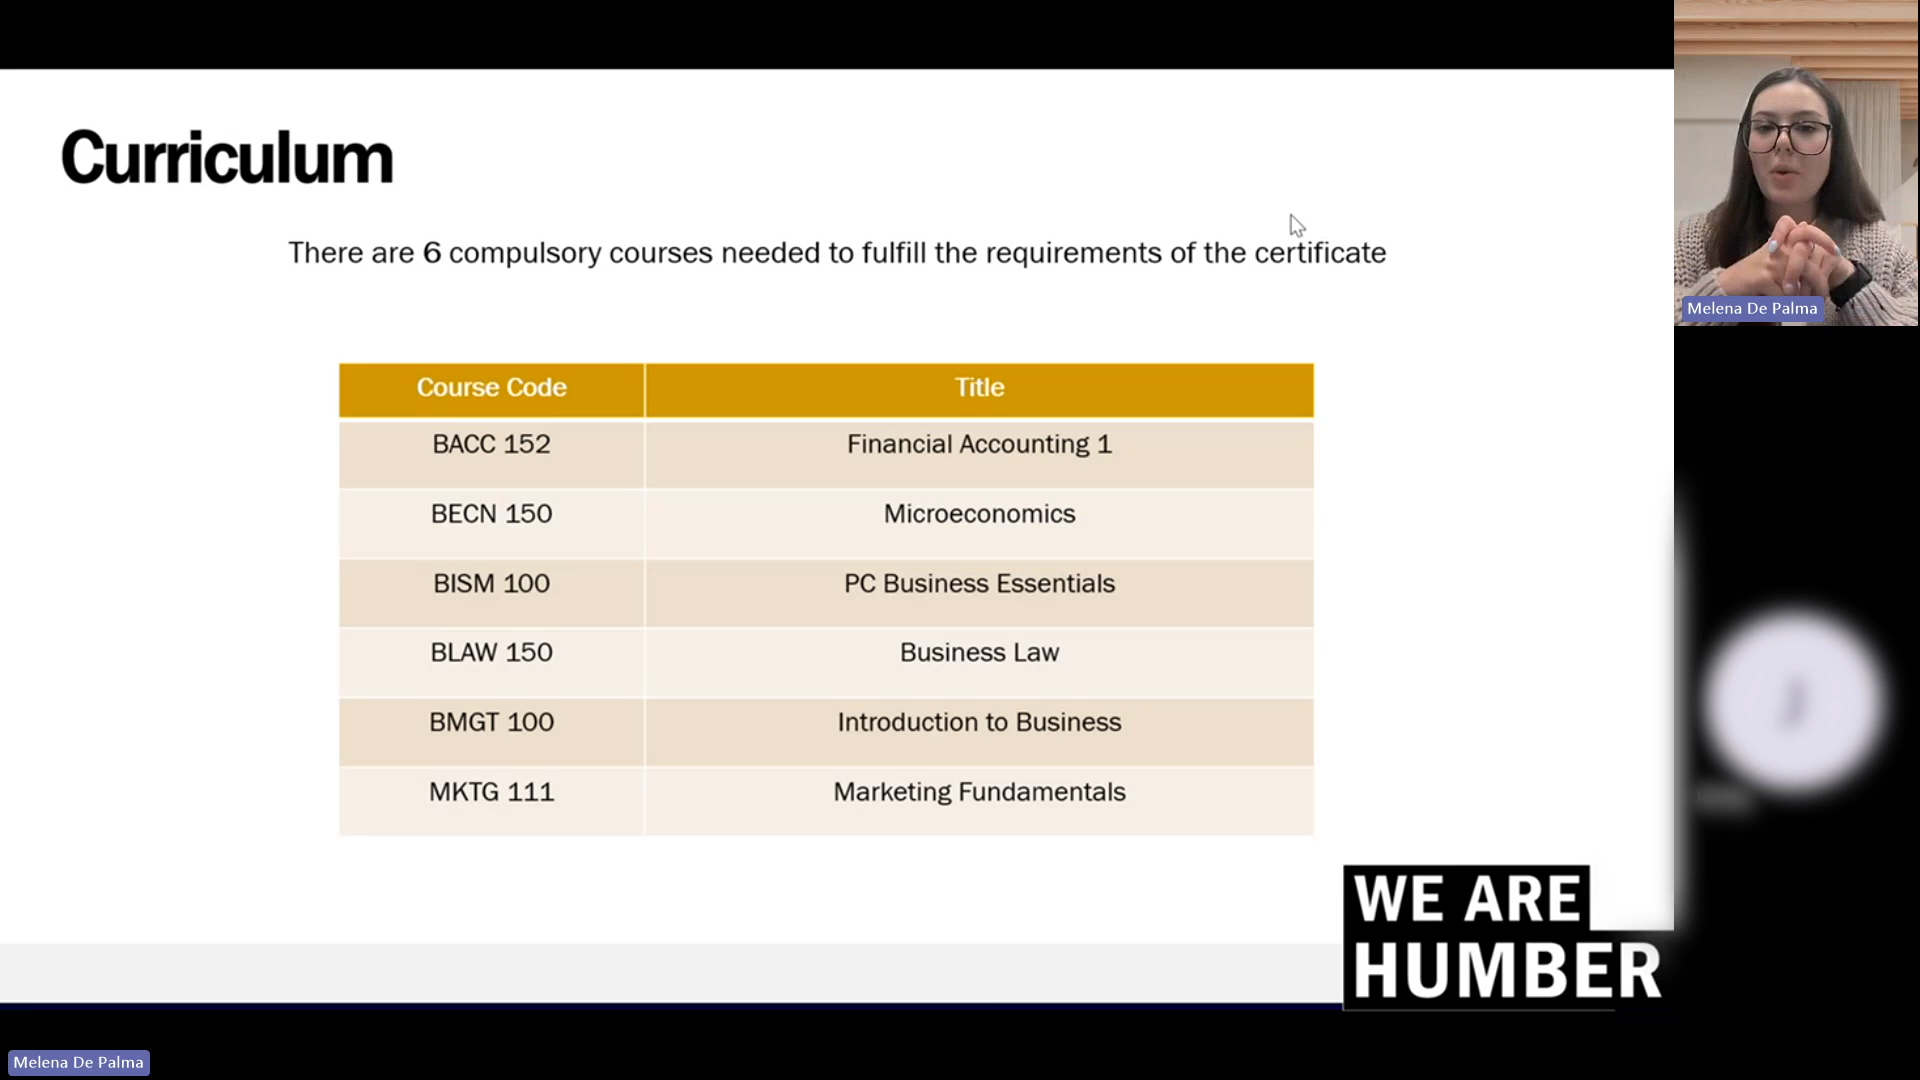 Curriculum
There are 6 compulsory courses needed to fulfill the requirements of the certificate
Course Code Title
BACC 152 Financial Accounting 1
BECN 150 Microeconomics
BISM 100 PC Business Essentials
BLAW 150 Business Law
BMGT 100 Introduction to Business
MKTG 111 Marketing Fundamentals
WE ARE
HUMBER
Melena De Palma
Melena De Palma